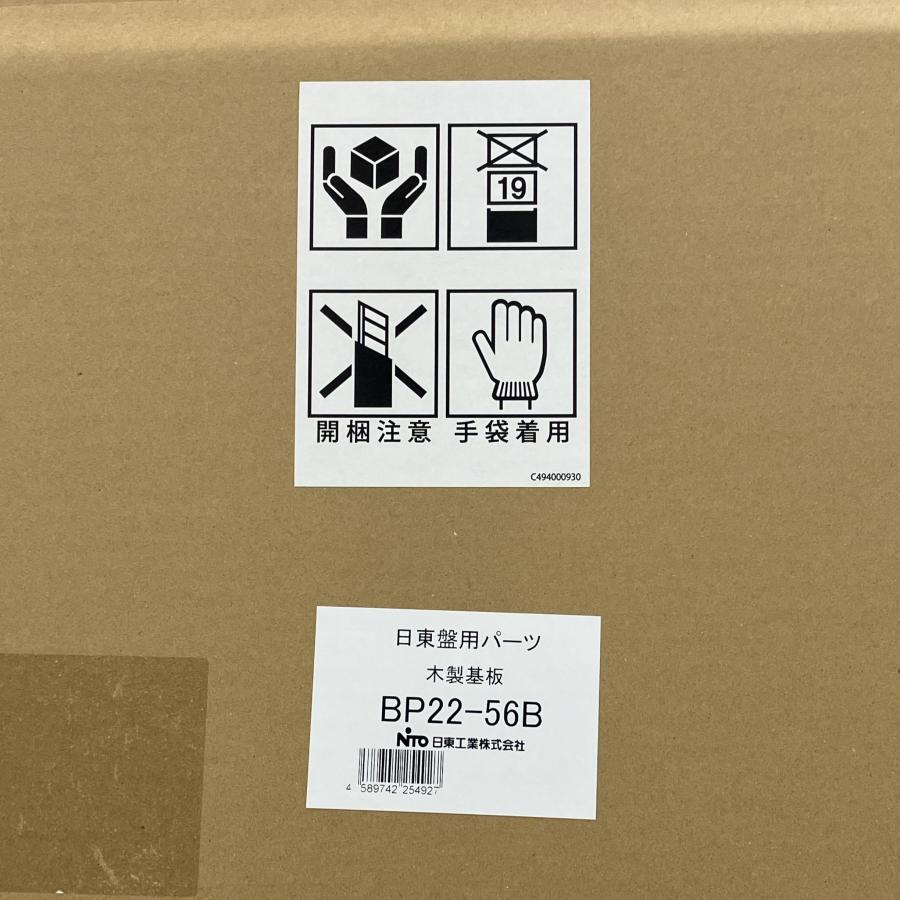 19
開梱注意 手袋着用
C494000930
日東盤用パーツ
木製基板
BP22-56B
NiTO 日東工業株式会社
4 589742 254927